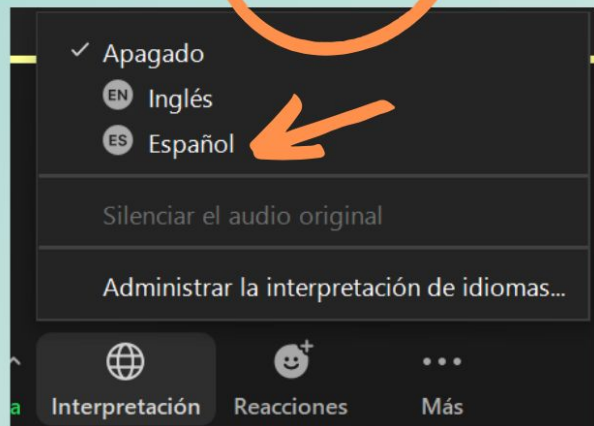 Apagado
EN Inglés
ES Español
Silenciar el audio original
Administrar la interpretación de idiomas...
a Interpretación Reacciones Más